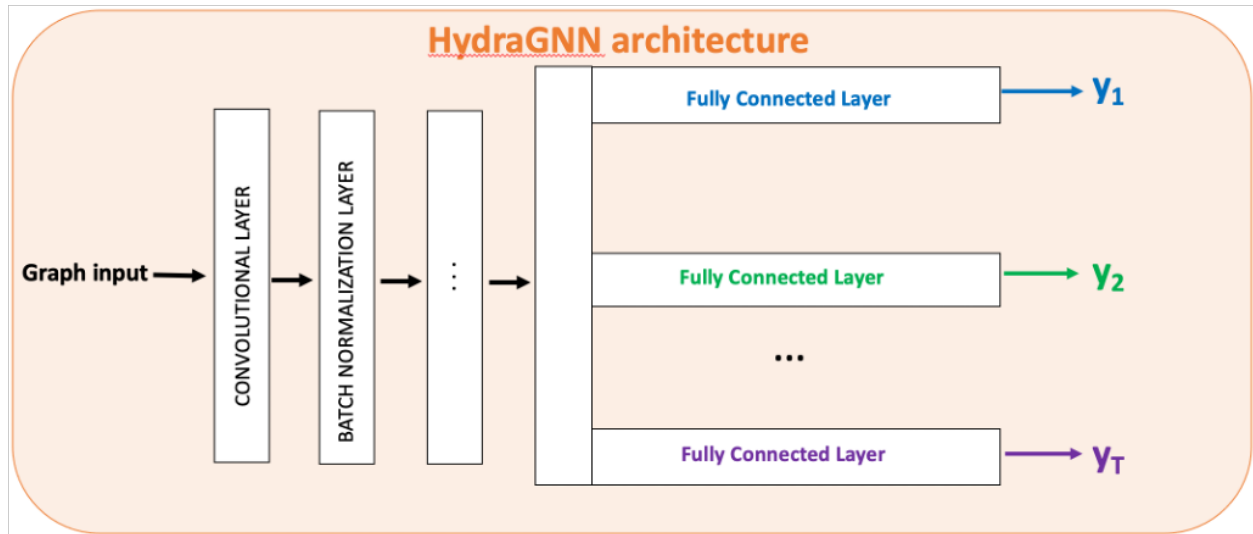 HydraGNN architecture
Graph input
CONVOLUTIONAL LAYER
BATCH NORMALIZATION LAYER
...
Fully Connected Layer
y1
Fully Connected Layer
y2
...
Fully Connected Layer
yT